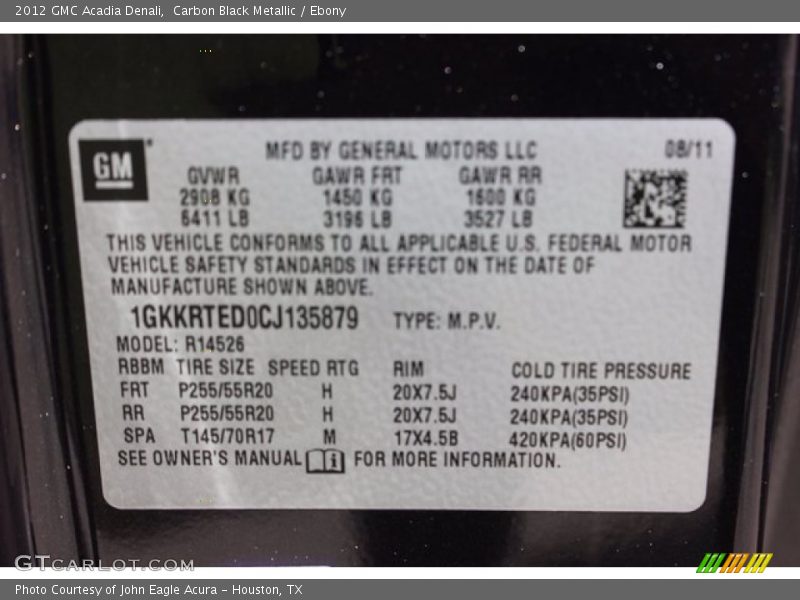 2012 GMC Acadia Denali, Carbon Black Metallic / Ebony
GM
MFD BY GENERAL MOTORS LLC 08/11
GVWR GAWR FRT GAWR RR
2908 KG 1450 KG 1600 KG
6411 LB 3196 LB 3527 LB
THIS VEHICLE CONFORMS TO ALL APPLICABLE U.S. FEDERAL MOTOR
VEHICLE SAFETY STANDARDS IN EFFECT ON THE DATE OF
MANUFACTURE SHOWN ABOVE.
1GKKRTED0CJ135879 TYPE: M.P.V.
MODEL: R14526
RBBM TIRE SIZE SPEED RTG RIM COLD TIRE PRESSURE
FRT P255/55R20 H 20X7.5J 240KPA(35PSI)
RR P255/55R20 H 20X7.5J 240KPA(35PSI)
SPA T145/70R17 M 17X4.5B 420KPA(60PSI)
SEE OWNER'S MANUAL i FOR MORE INFORMATION.
GTCARLOT.COM
Photo Courtesy of John Eagle Acura - Houston, TX